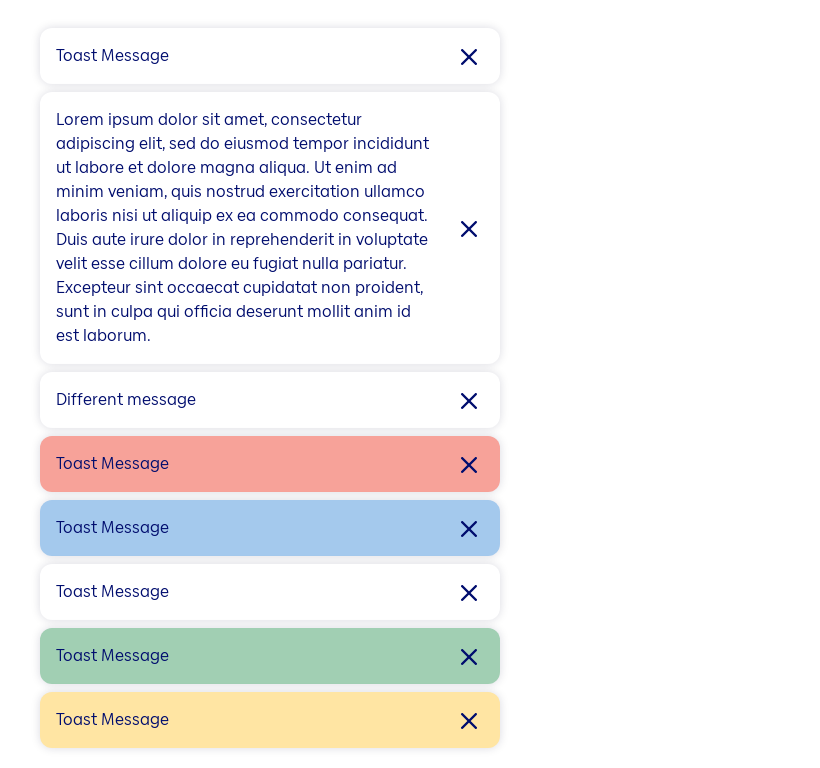 Toast Message
Lorem ipsum dolor sit amet, consectetur
adipiscing elit, sed do eiusmod tempor incididunt
ut labore et dolore magna aliqua. Ut enim ad
minim veniam, quis nostrud exercitation ullamco
laboris nisi ut aliquip ex ea commodo consequat.
Duis aute irure dolor in reprehenderit in voluptate
velit esse cillum dolore eu fugiat nulla pariatur.
Excepteur sint occaecat cupidatat non proident,
sunt in culpa qui officia deserunt mollit anim id
est laborum.
Different message
Toast Message
Toast Message
Toast Message
Toast Message
Toast Message